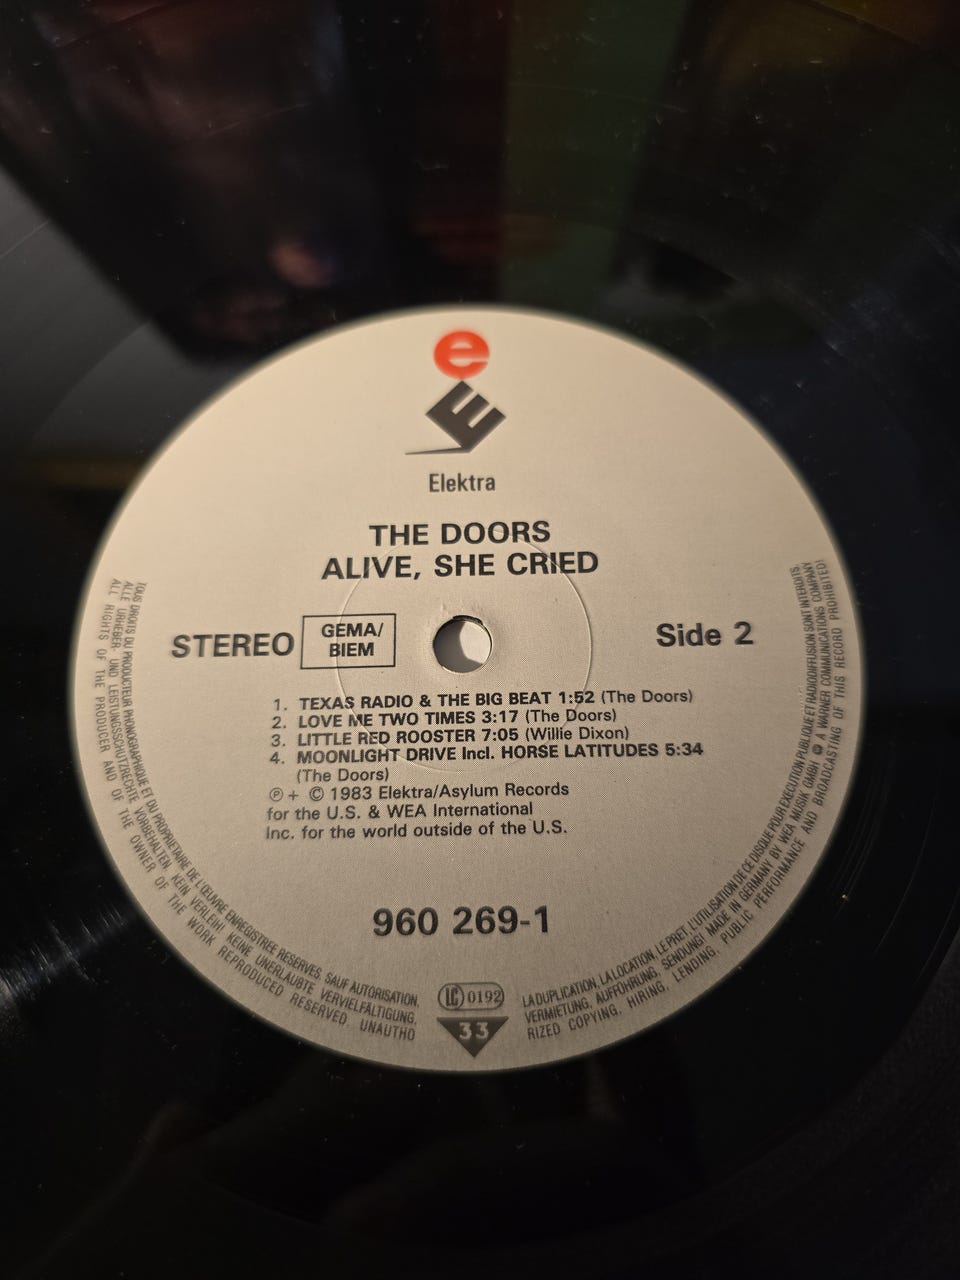 e
E
Elektra
THE DOORS
ALIVE, SHE CRIED
STEREO GEMA/
BIEM
Side 2
1. TEXAS RADIO & THE BIG BEAT 1:52 (The Doors)
2. LOVE ME TWO TIMES 3:17 (The Doors)
3. LITTLE RED ROOSTER 7:05 (Willie Dixon)
4. MOONLIGHT DRIVE Incl. HORSE LATITUDES 5:34
(The Doors)
℗ + © 1983 Elektra/Asylum Records
for the U.S. & WEA International
Inc. for the world outside of the U.S.
960 269-1
LC 0192
33
TOUS DROITS DU PRODUCTEUR PHONOGRAPHIQUE ET DU PROPRIETAIRE DE L'ŒUVRE ENREGISTREE RESERVES. SAUF AUTORISATION,
LA DUPLICATION, LA LOCATION, LE PRET, L'UTILISATION DE CE DISQUE POUR EXECUTION PUBLIQUE ET RADIODIFFUSION SONT INTERDITS.
ALLE URHEBER- UND LEISTUNGSSCHUTZRECHTE VORBEHALTEN. KEIN VERLEIH! KEINE UNERLAUBTE VERVIELFÄLTIGUNG,
VERMIETUNG, AUFFÜHRUNG, SENDUNG! MADE IN GERMANY BY WEA MUSIK GMBH A WARNER COMMUNICATIONS COMPANY
ALL RIGHTS OF THE PRODUCER AND OF THE OWNER OF THE WORK REPRODUCED RESERVED. UNAUTHO
RIZED COPYING, HIRING, LENDING, PUBLIC PERFORMANCE AND BROADCASTING OF THIS RECORD PROHIBITED!